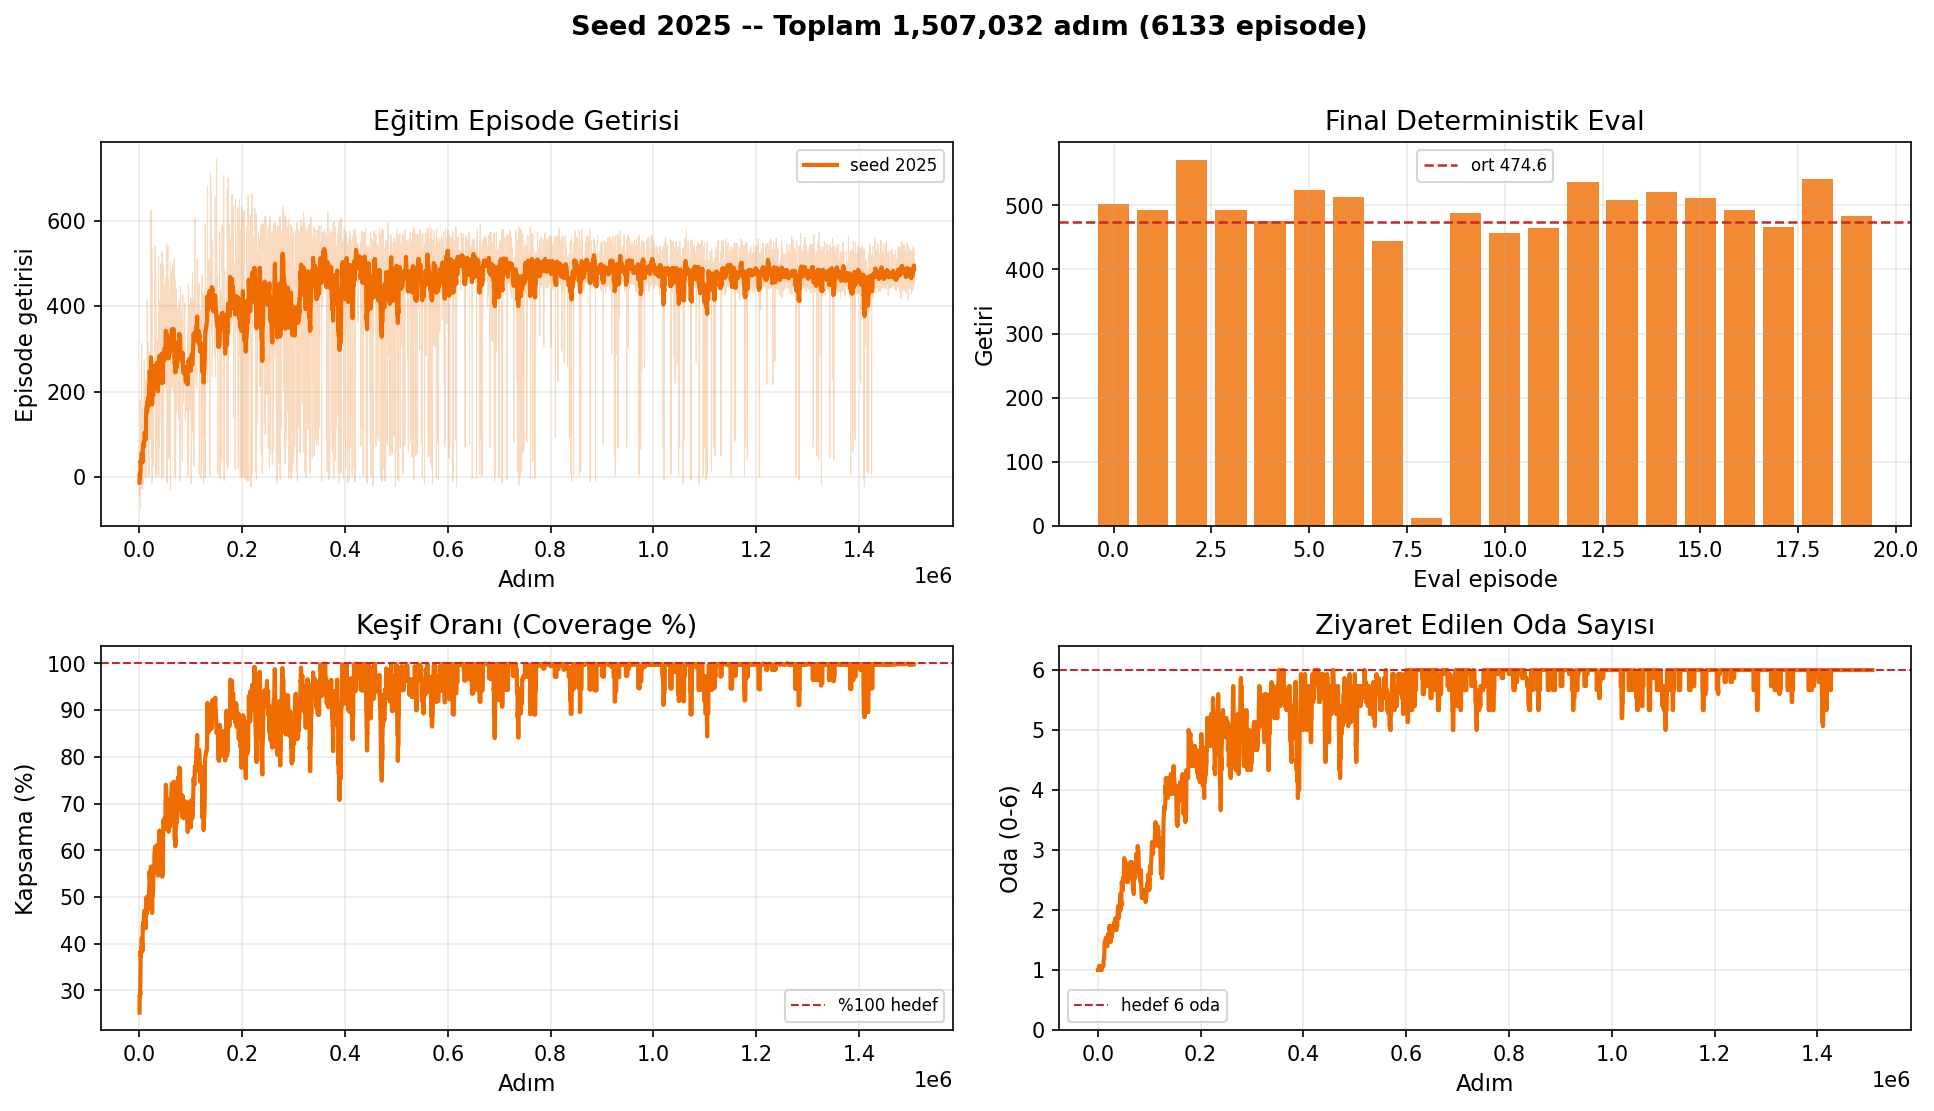 Seed 2025 -- Toplam 1,507,032 adım (6133 episode)
Eğitim Episode Getirisi
seed 2025
Episode getirisi
600
400
200
0
0.0 0.2 0.4 0.6 0.8 1.0 1.2 1.4
1e6
Adım
Final Deterministik Eval
ort 474.6
Getiri
500
400
300
200
100
0
0.0 2.5 5.0 7.5 10.0 12.5 15.0 17.5 20.0
Eval episode
Keşif Oranı (Coverage %)
Kapsama (%)
100
90
80
70
60
50
40
30
%100 hedef
0.0 0.2 0.4 0.6 0.8 1.0 1.2 1.4
1e6
Adım
Ziyaret Edilen Oda Sayısı
Oda (0-6)
6
5
4
3
2
1
0
hedef 6 oda
0.0 0.2 0.4 0.6 0.8 1.0 1.2 1.4
1e6
Adım